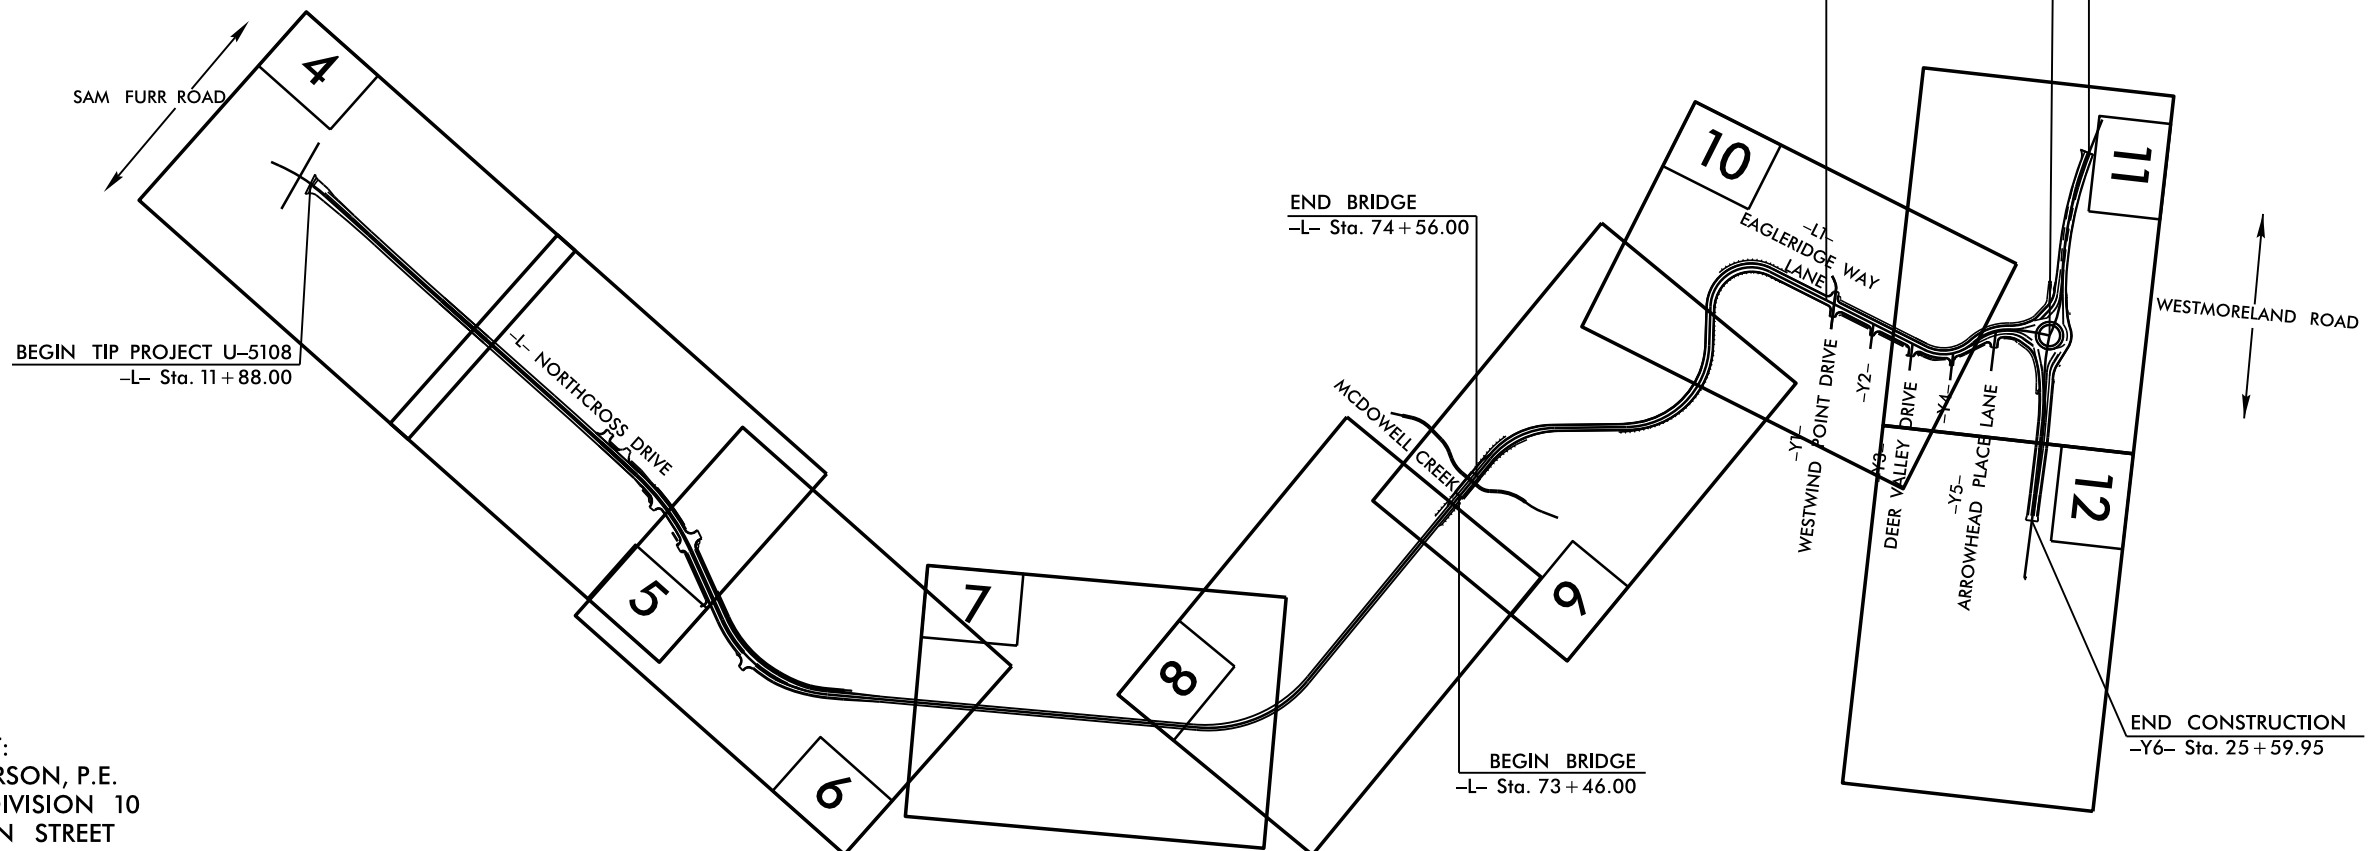 4
SAM FURR ROAD
BEGIN TIP PROJECT U-5108
-L- Sta. 11+88.00
-L- NORTHCROSS DRIVE
5
6
7
8
9
END BRIDGE
-L- Sta. 74+56.00
MCDOWELL CREEK
BEGIN BRIDGE
-L- Sta. 73+46.00
10
-L1-
EAGLERIDGE WAY
LANE
-Y1-
WESTWIND POINT DRIVE
-Y2-
-Y3-
DEER VALLEY DRIVE
-Y4-
-Y5-
ARROWHEAD PLACE LANE
11
WESTMORELAND ROAD
12
END CONSTRUCTION
-Y6- Sta. 25+59.95
RSON, P.E.
DIVISION 10
N STREET